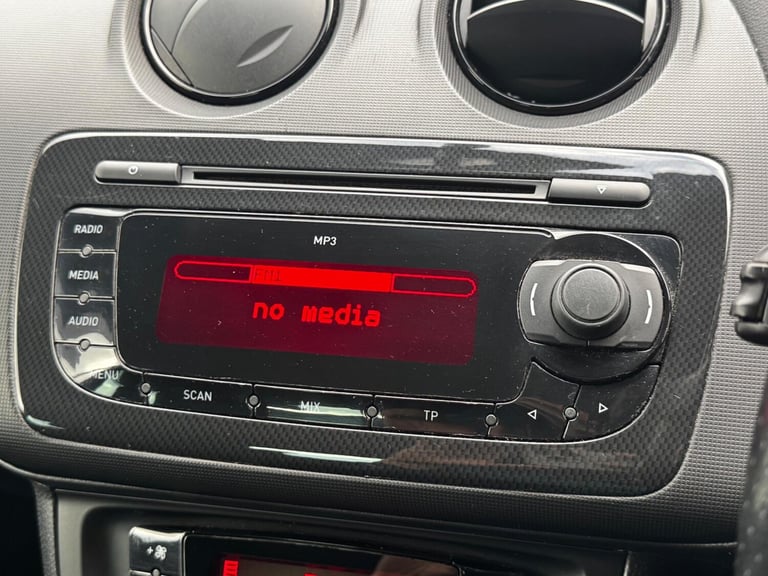 MP3
RADIO
MEDIA
AUDIO
no media
MENU
SCAN
MIX
TP